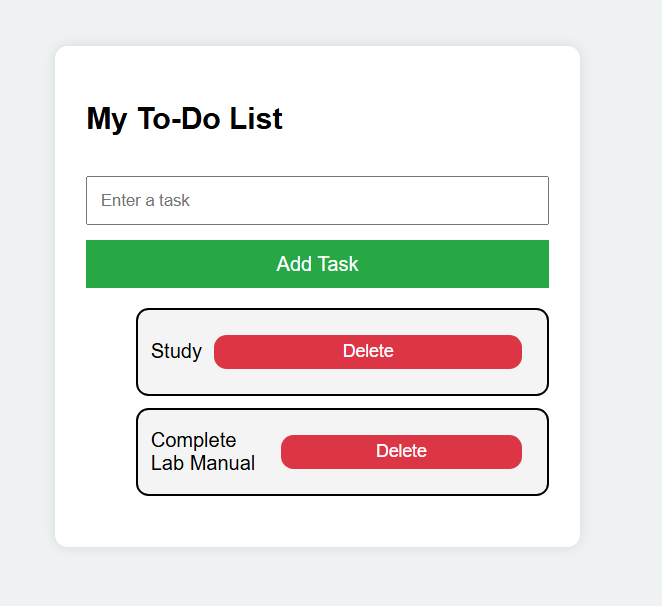 My To-Do List
Enter a task
Add Task
Study
Delete
Complete
Lab Manual
Delete